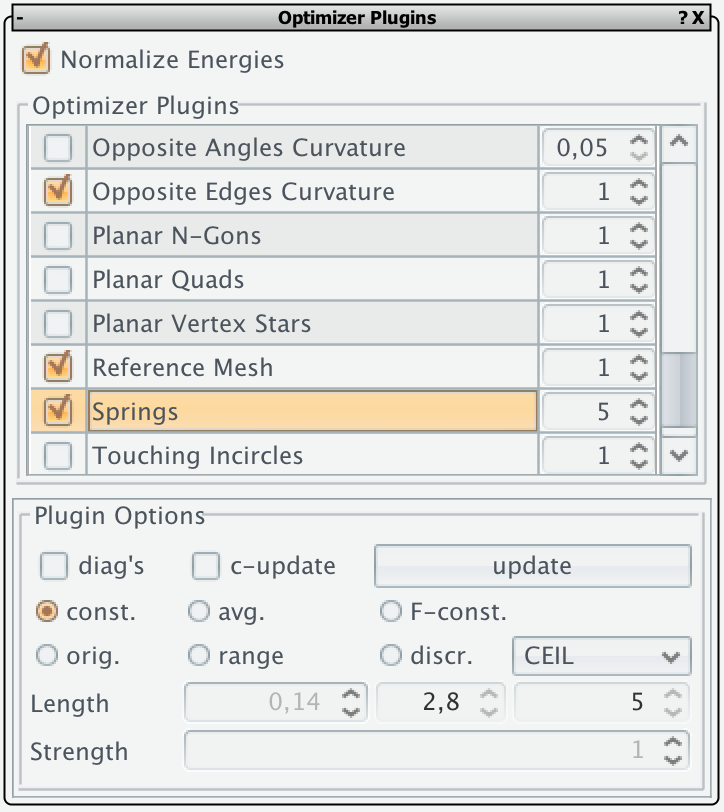 - Optimizer Plugins ? X
Normalize Energies
Optimizer Plugins
Opposite Angles Curvature 0,05
Opposite Edges Curvature 1
Planar N-Gons 1
Planar Quads 1
Planar Vertex Stars 1
Reference Mesh 1
Springs 5
Touching Incircles 1
Plugin Options
diag's c-update update
const. avg. F-const.
orig. range discr. CEIL
Length 0,14 2,8 5
Strength 1